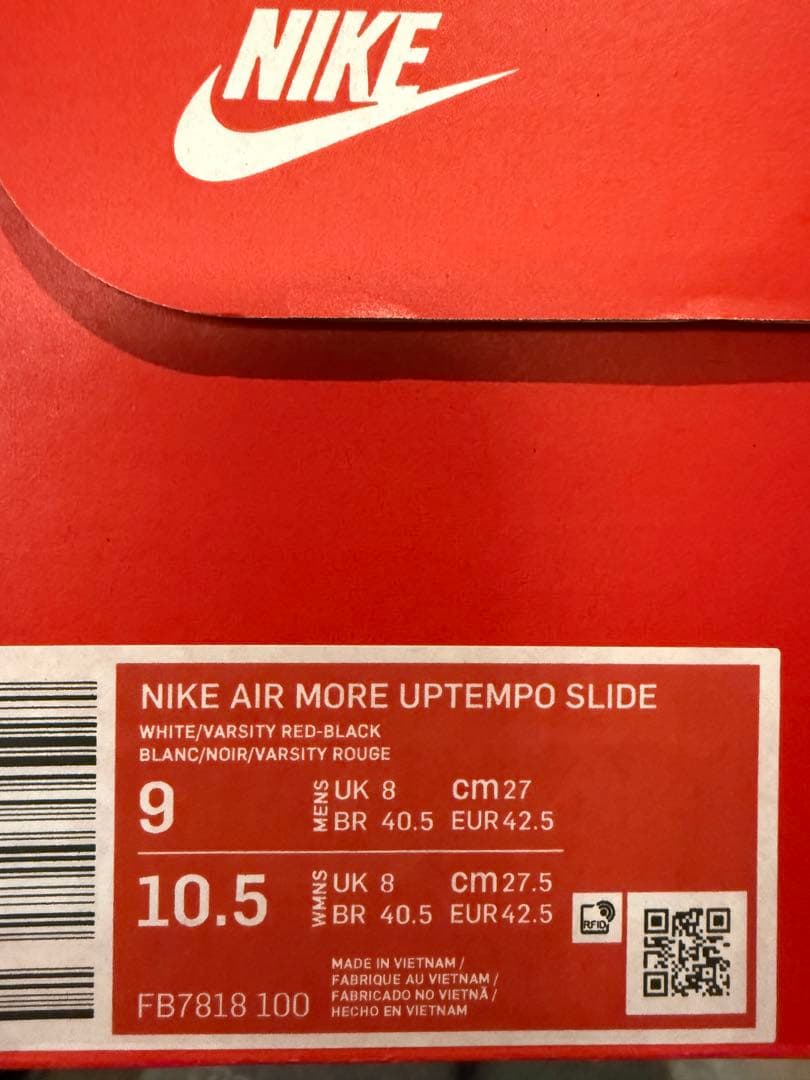 NIKE
NIKE AIR MORE UPTEMPO SLIDE
WHITE/VARSITY RED-BLACK
BLANC/NOIR/VARSITY ROUGE
9 MENS UK 8 cm 27
BR 40.5 EUR 42.5
10.5 WMNS UK 8 cm 27.5
BR 40.5 EUR 42.5
RFID
MADE IN VIETNAM /
FABRIQUE AU VIETNAM /
FABRICADO NO VIETNÃ /
HECHO EN VIETNAM
FB7818 100